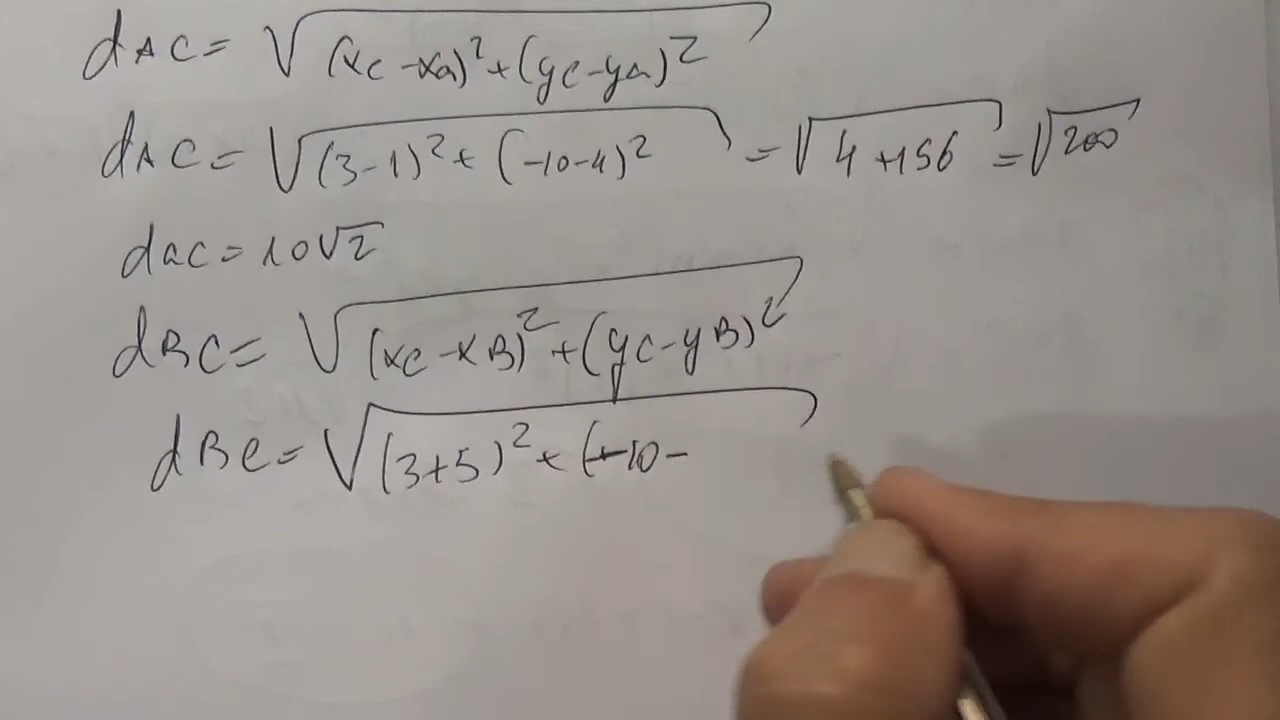 dAC = √(xc - xa)² + (yc - ya)²
dAC = √(3-1)² + (-10-4)² = √4+156 = √200
dac = 10√2
dBC = √(xc - xB)² + (yc - yB)²
dBC = √(3+5)² + (-10 -